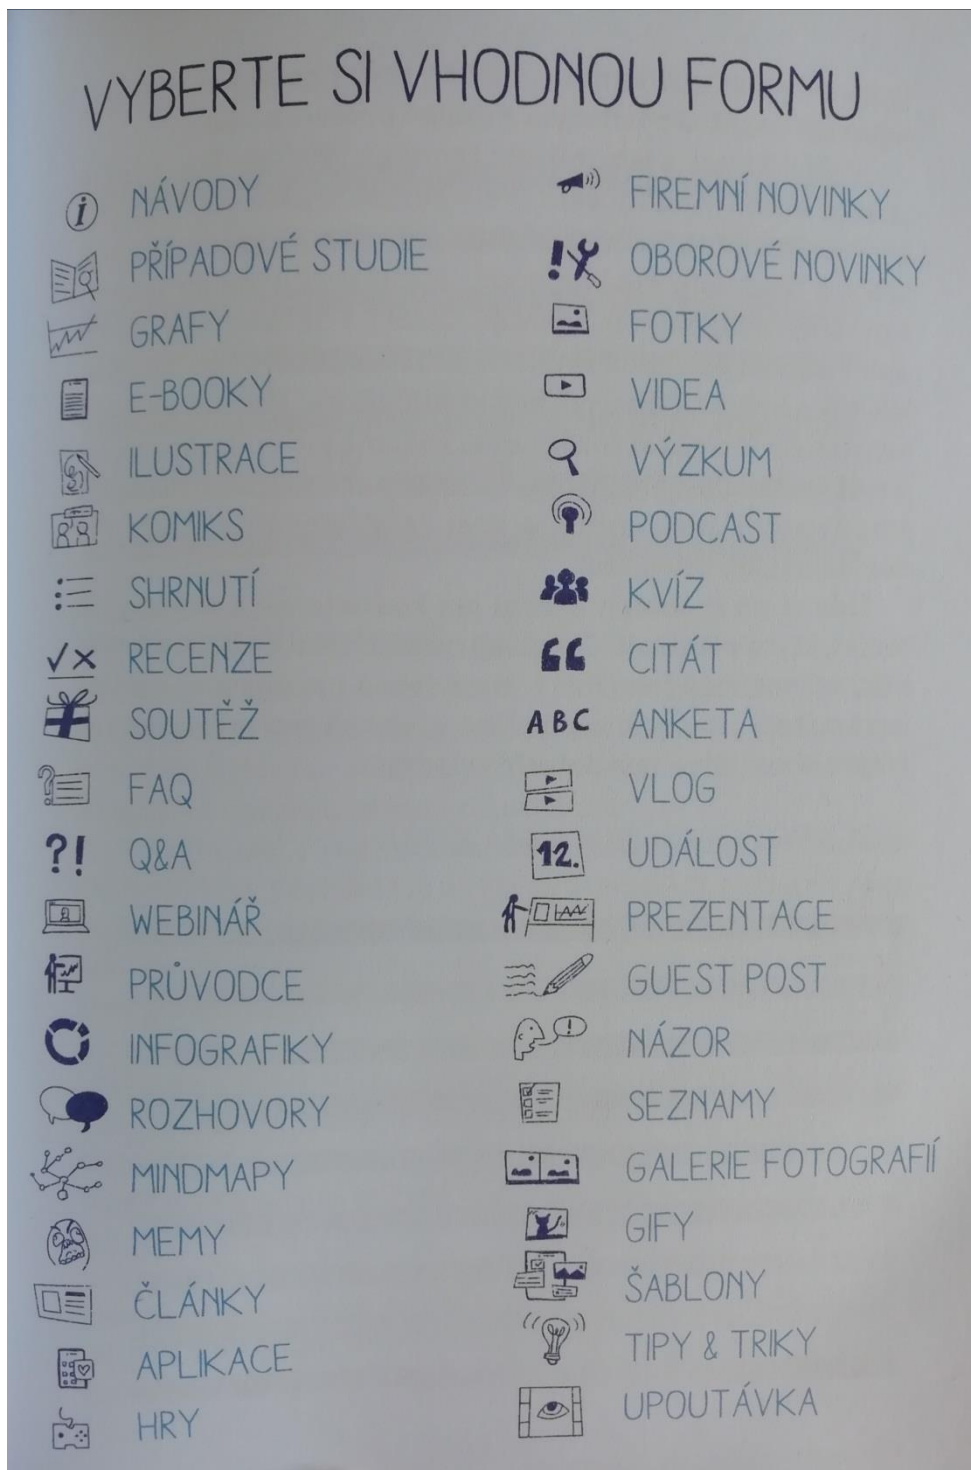 VYBERTE SI VHODNOU FORMU
NÁVODY
PŘÍPADOVÉ STUDIE
GRAFY
E-BOOKY
ILUSTRACE
KOMIKS
SHRNUTÍ
RECENZE
SOUTĚŽ
FAQ
?! Q&A
WEBINÁŘ
PRŮVODCE
INFOGRAFIKY
ROZHOVORY
MINDMAPY
MEMY
ČLÁNKY
APLIKACE
HRY
FIREMNÍ NOVINKY
OBOROVÉ NOVINKY
FOTKY
VIDEA
VÝZKUM
PODCAST
KVÍZ
CITÁT
ABC ANKETA
VLOG
12. UDÁLOST
PREZENTACE
GUEST POST
NÁZOR
SEZNAMY
GALERIE FOTOGRAFIÍ
GIFY
ŠABLONY
TIPY & TRIKY
UPOUTÁVKA